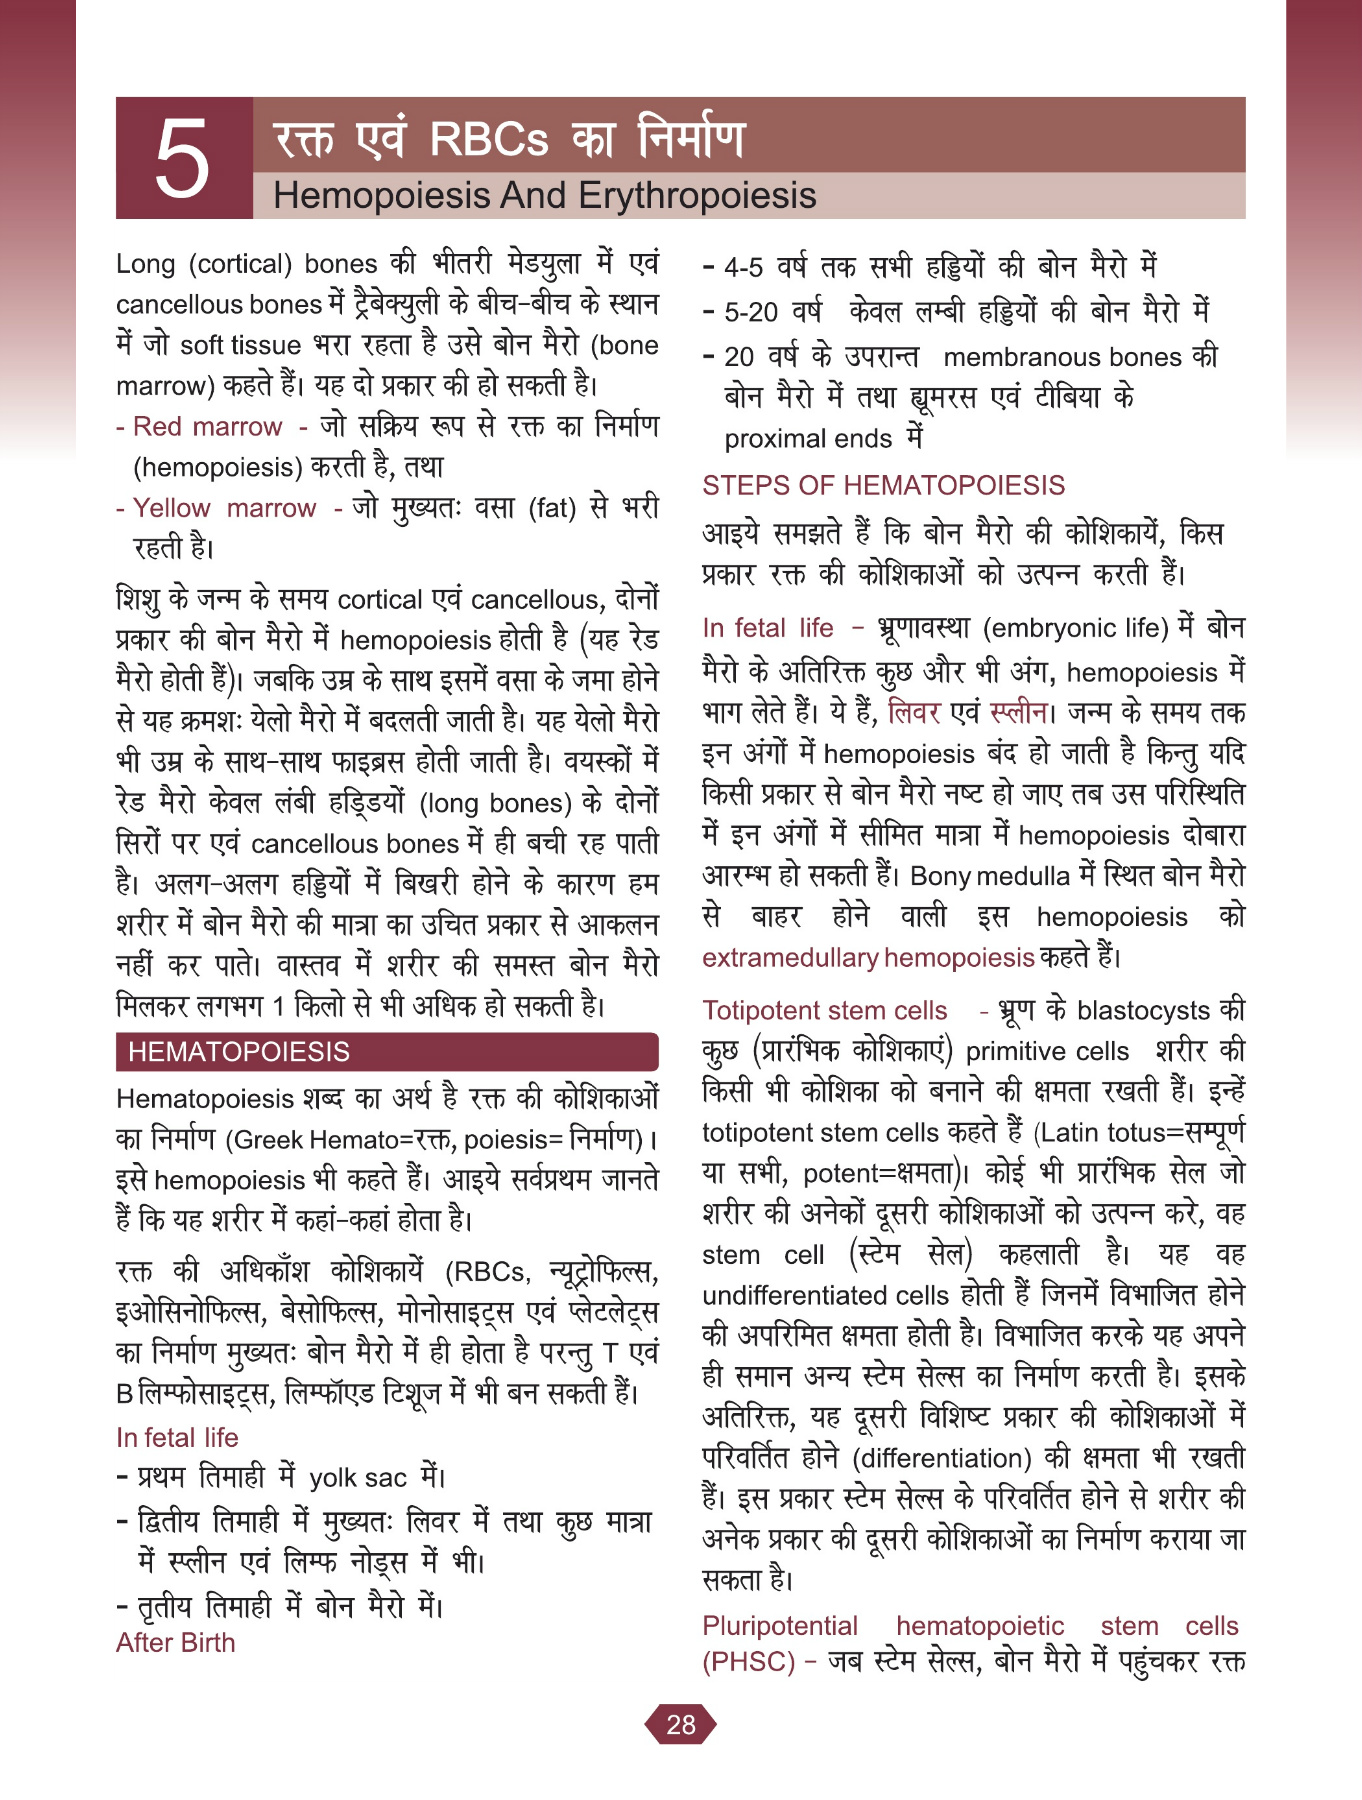 5
रक्त एवं RBCs का निर्माण
Hemopoiesis And Erythropoiesis
Long (cortical) bones की भीतरी मेडयुला में एवं
cancellous bones में ट्रैबेक्युली के बीच-बीच के स्थान
में जो soft tissue भरा रहता है उसे बोन मैरो (bone
marrow) कहते हैं। यह दो प्रकार की हो सकती है।
- Red marrow - जो सक्रिय रूप से रक्त का निर्माण
(hemopoiesis) करती है, तथा
- Yellow marrow - जो मुख्यतः वसा (fat) से भरी
रहती है।
शिशु के जन्म के समय cortical एवं cancellous, दोनों
प्रकार की बोन मैरो में hemopoiesis होती है (यह रेड
मैरो होती हैं)। जबकि उम्र के साथ इसमें वसा के जमा होने
से यह क्रमशः येलो मैरो में बदलती जाती है। यह येलो मैरो
भी उम्र के साथ-साथ फाइब्रस होती जाती है। वयस्कों में
रेड मैरो केवल लंबी हडि्डयों (long bones) के दोनों
सिरों पर एवं cancellous bones में ही बची रह पाती
है। अलग-अलग हड्डियों में बिखरी होने के कारण हम
शरीर में बोन मैरो की मात्रा का उचित प्रकार से आकलन
नहीं कर पाते। वास्तव में शरीर की समस्त बोन मैरो
मिलकर लगभग 1 किलो से भी अधिक हो सकती है।
HEMATOPOIESIS
Hematopoiesis शब्द का अर्थ है रक्त की कोशिकाओं
का निर्माण (Greek Hemato=रक्त, poiesis= निर्माण) ।
इसे hemopoiesis भी कहते हैं। आइये सर्वप्रथम जानते
हैं कि यह शरीर में कहां-कहां होता है।
रक्त की अधिकाँश कोशिकायें (RBCs, न्यूट्रोफिल्स,
इओसिनोफिल्स, बेसोफिल्स, मोनोसाइट्स एवं प्लेटलेट्स
का निर्माण मुख्यतः बोन मैरो में ही होता है परन्तु T एवं
B लिम्फोसाइट्स, लिम्फॉएड टिशूज में भी बन सकती हैं।
In fetal life
- प्रथम तिमाही में yolk sac में।
- द्वितीय तिमाही में मुख्यतः लिवर में तथा कुछ मात्रा
में स्प्लीन एवं लिम्फ नोड्स में भी।
- तृतीय तिमाही में बोन मैरो में।
After Birth
- 4-5 वर्ष तक सभी हड्डियों की बोन मैरो में
- 5-20 वर्ष केवल लम्बी हड्डियों की बोन मैरो में
- 20 वर्ष के उपरान्त membranous bones की
बोन मैरो में तथा ह्यूमरस एवं टीबिया के
proximal ends में
STEPS OF HEMATOPOIESIS
आइये समझते हैं कि बोन मैरो की कोशिकायें, किस
प्रकार रक्त की कोशिकाओं को उत्पन्न करती हैं।
In fetal life - भ्रूणावस्था (embryonic life) में बोन
मैरो के अतिरिक्त कुछ और भी अंग, hemopoiesis में
भाग लेते हैं। ये हैं, लिवर एवं स्प्लीन। जन्म के समय तक
इन अंगों में hemopoiesis बंद हो जाती है किन्तु यदि
किसी प्रकार से बोन मैरो नष्ट हो जाए तब उस परिस्थिति
में इन अंगों में सीमित मात्रा में hemopoiesis दोबारा
आरम्भ हो सकती हैं। Bony medulla में स्थित बोन मैरो
से बाहर होने वाली इस hemopoiesis को
extramedullary hemopoiesis कहते हैं।
Totipotent stem cells - भ्रूण के blastocysts की
कुछ (प्रारंभिक कोशिकाएं) primitive cells शरीर की
किसी भी कोशिका को बनाने की क्षमता रखती हैं। इन्हें
totipotent stem cells कहते हैं (Latin totus=सम्पूर्ण
या सभी, potent=क्षमता)। कोई भी प्रारंभिक सेल जो
शरीर की अनेकों दूसरी कोशिकाओं को उत्पन्न करे, वह
stem cell (स्टेम सेल) कहलाती है। यह वह
undifferentiated cells होती हैं जिनमें विभाजित होने
की अपरिमित क्षमता होती है। विभाजित करके यह अपने
ही समान अन्य स्टेम सेल्स का निर्माण करती है। इसके
अतिरिक्त, यह दूसरी विशिष्ट प्रकार की कोशिकाओं में
परिवर्तित होने (differentiation) की क्षमता भी रखती
हैं। इस प्रकार स्टेम सेल्स के परिवर्तित होने से शरीर की
अनेक प्रकार की दूसरी कोशिकाओं का निर्माण कराया जा
सकता है।
Pluripotential hematopoietic stem cells
(PHSC) - जब स्टेम सेल्स, बोन मैरो में पहुंचकर रक्त
28